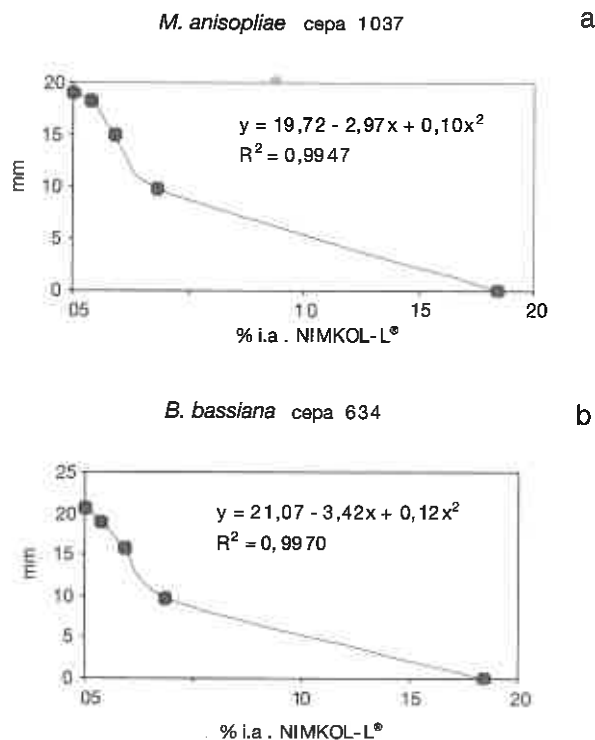 M. anisopliae cepa 1037
a
20
15
10
5
0
mm
y = 19,72 - 2,97x + 0,10x²
R² = 0,9947
05 10 15 20
% i.a . NIMKOL-L®
B. bassiana cepa 634
b
25
20
15
10
5
0
mm
y = 21,07 - 3,42x + 0,12x²
R² = 0,9970
05 10 15 20
% i.a . NIMKOL-L®